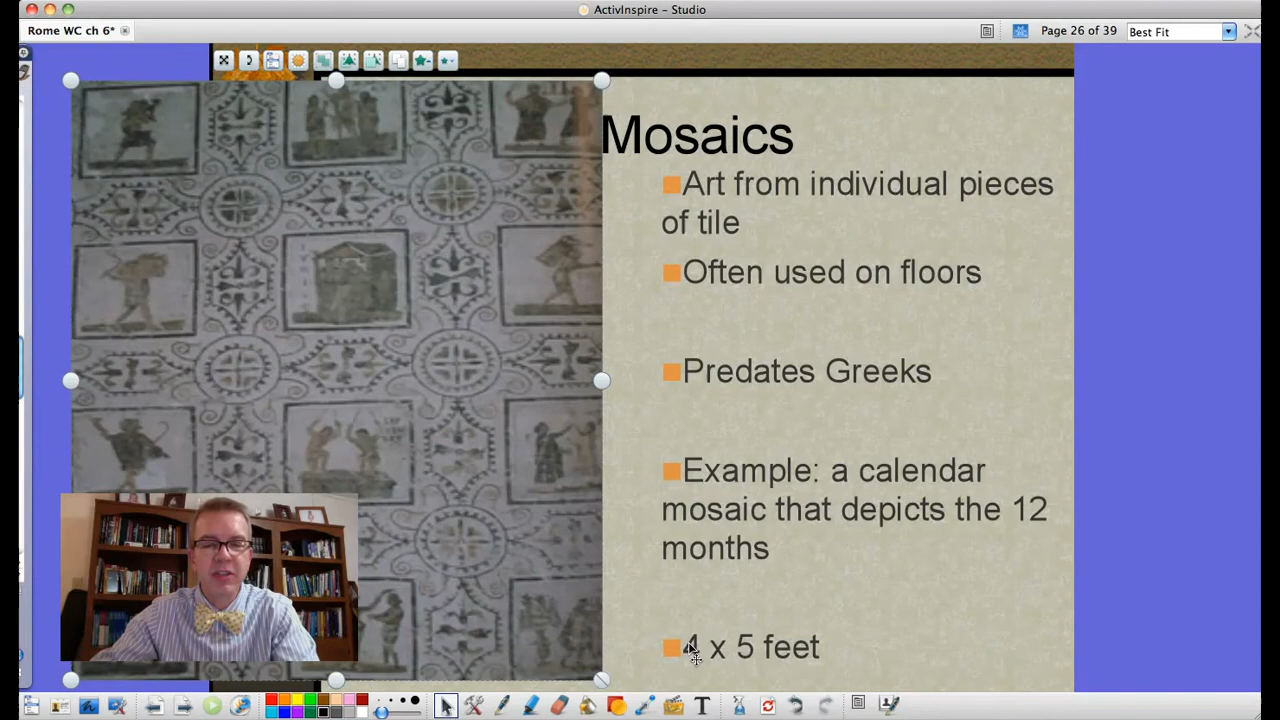 ActivInspire – Studio
Rome WC ch 6*
Page 26 of 39
Best Fit
Mosaics
Art from individual pieces
of tile
Often used on floors
Predates Greeks
Example: a calendar
mosaic that depicts the 12
months
4 x 5 feet